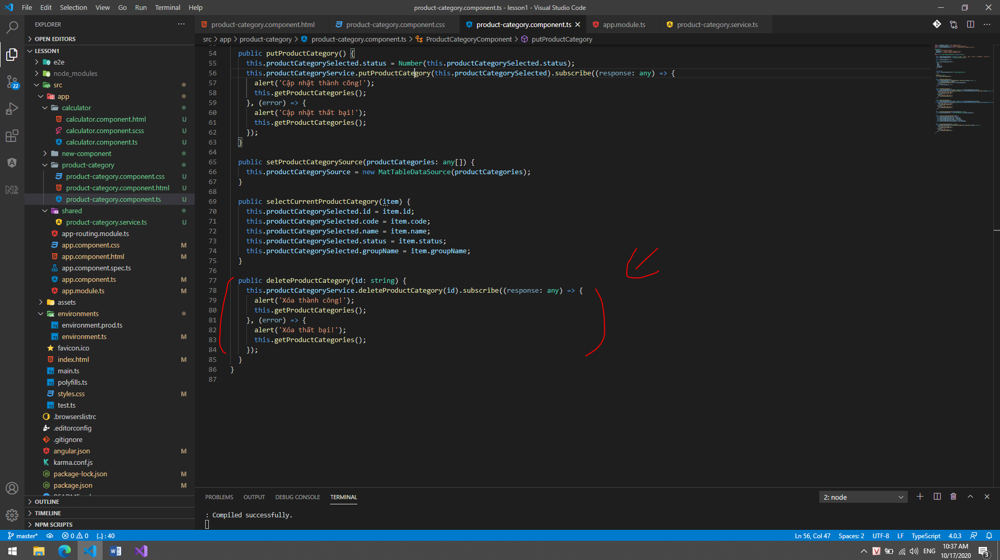 File Edit Selection View Go Run Terminal Help
product-category.component.ts - lesson1 - Visual Studio Code
EXPLORER
OPEN EDITORS
LESSON1
e2e
node_modules
src
app
calculator
calculator.component.html U
calculator.component.scss U
calculator.component.ts U
new-component
product-category
product-category.component.css U
product-category.component.html U
product-category.component.ts U
shared
product-category.service.ts U
app-routing.module.ts
app.component.css M
app.component.html M
app.component.spec.ts
app.component.ts M
app.module.ts M
assets
environments
environment.prod.ts
environment.ts M
favicon.ico
index.html M
main.ts
polyfills.ts
styles.css M
test.ts
.browserslistrc
.editorconfig
.gitignore
angular.json M
karma.conf.js
package-lock.json M
package.json M
OUTLINE
TIMELINE
NPM SCRIPTS
22
product-category.component.html product-category.component.css product-category.component.ts app.module.ts product-category.service.ts
src > app > product-category > product-category.component.ts > ProductCategoryComponent > putProductCategory
54 public putProductCategory() {
55 this.productCategorySelected.status = Number(this.productCategorySelected.status);
56 this.productCategoryService.putProductCategory(this.productCategorySelected).subscribe((response: any) => {
57 alert('Cập nhật thành công!');
58 this.getProductCategories();
59 }, (error) => {
60 alert('Cập nhật thất bại!');
61 this.getProductCategories();
62 });
63 }
64
65 public setProductCategorySource(productCategories: any[]) {
66 this.productCategorySource = new MatTableDataSource(productCategories);
67 }
68
69 public selectCurrentProductCategory(item) {
70 this.productCategorySelected.id = item.id;
71 this.productCategorySelected.code = item.code;
72 this.productCategorySelected.name = item.name;
73 this.productCategorySelected.status = item.status;
74 this.productCategorySelected.groupName = item.groupName;
75 }
76
77 public deleteProductCategory(id: string) {
78 this.productCategoryService.deleteProductCategory(id).subscribe((response: any) => {
79 alert('Xóa thành công!');
80 this.getProductCategories();
81 }, (error) => {
82 alert('Xóa thất bại!');
83 this.getProductCategories();
84 });
85 }
86 }
87
PROBLEMS OUTPUT DEBUG CONSOLE TERMINAL
2: node
: Compiled successfully.
master* 0 0 {..} : 40
Ln 56, Col 47 Spaces: 2 UTF-8 LF TypeScript 4.0.3
ENG
10:37 AM
10/17/2020
3